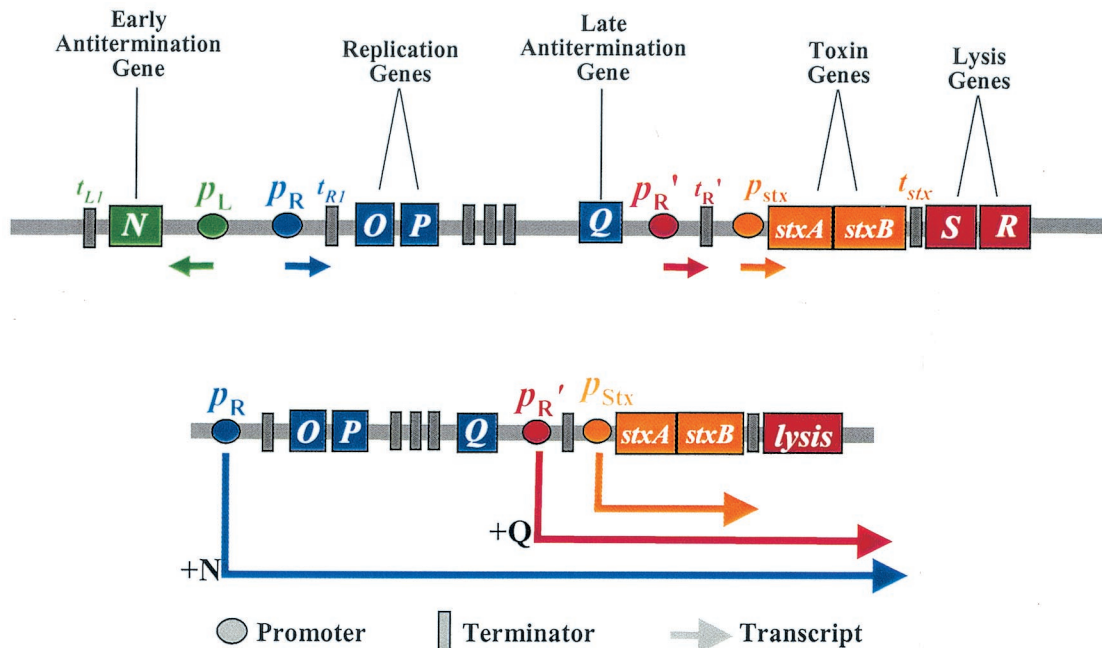 Early
Antitermination
Gene
Replication
Genes
Late
Antitermination
Gene
Toxin
Genes
Lysis
Genes
tL1 pL pR tR1 pR' tR' pstx tstx
N O P Q stxA stxB S R
pR pR' pStx
O P Q stxA stxB lysis
+Q
+N
Promoter Terminator Transcript